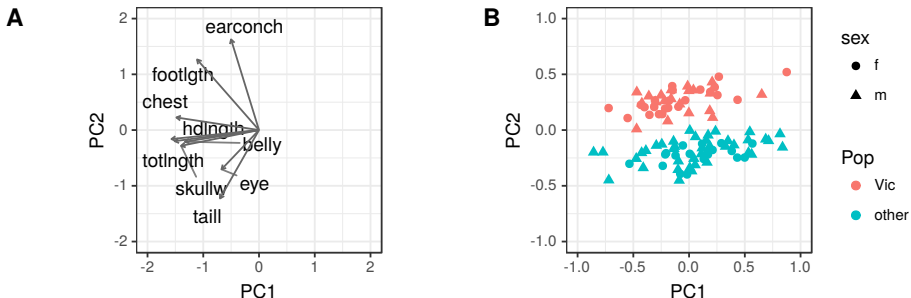 A
2
1
0
-1
-2
PC2
earconch
footlgth
chest
hdlngth
belly
totlngth
skullw
eye
taill
-2
-1
0
1
2
PC1
B
1.0
0.5
0.0
-0.5
-1.0
PC2
-1.0
-0.5
0.0
0.5
1.0
PC1
sex
f
m
Pop
Vic
other